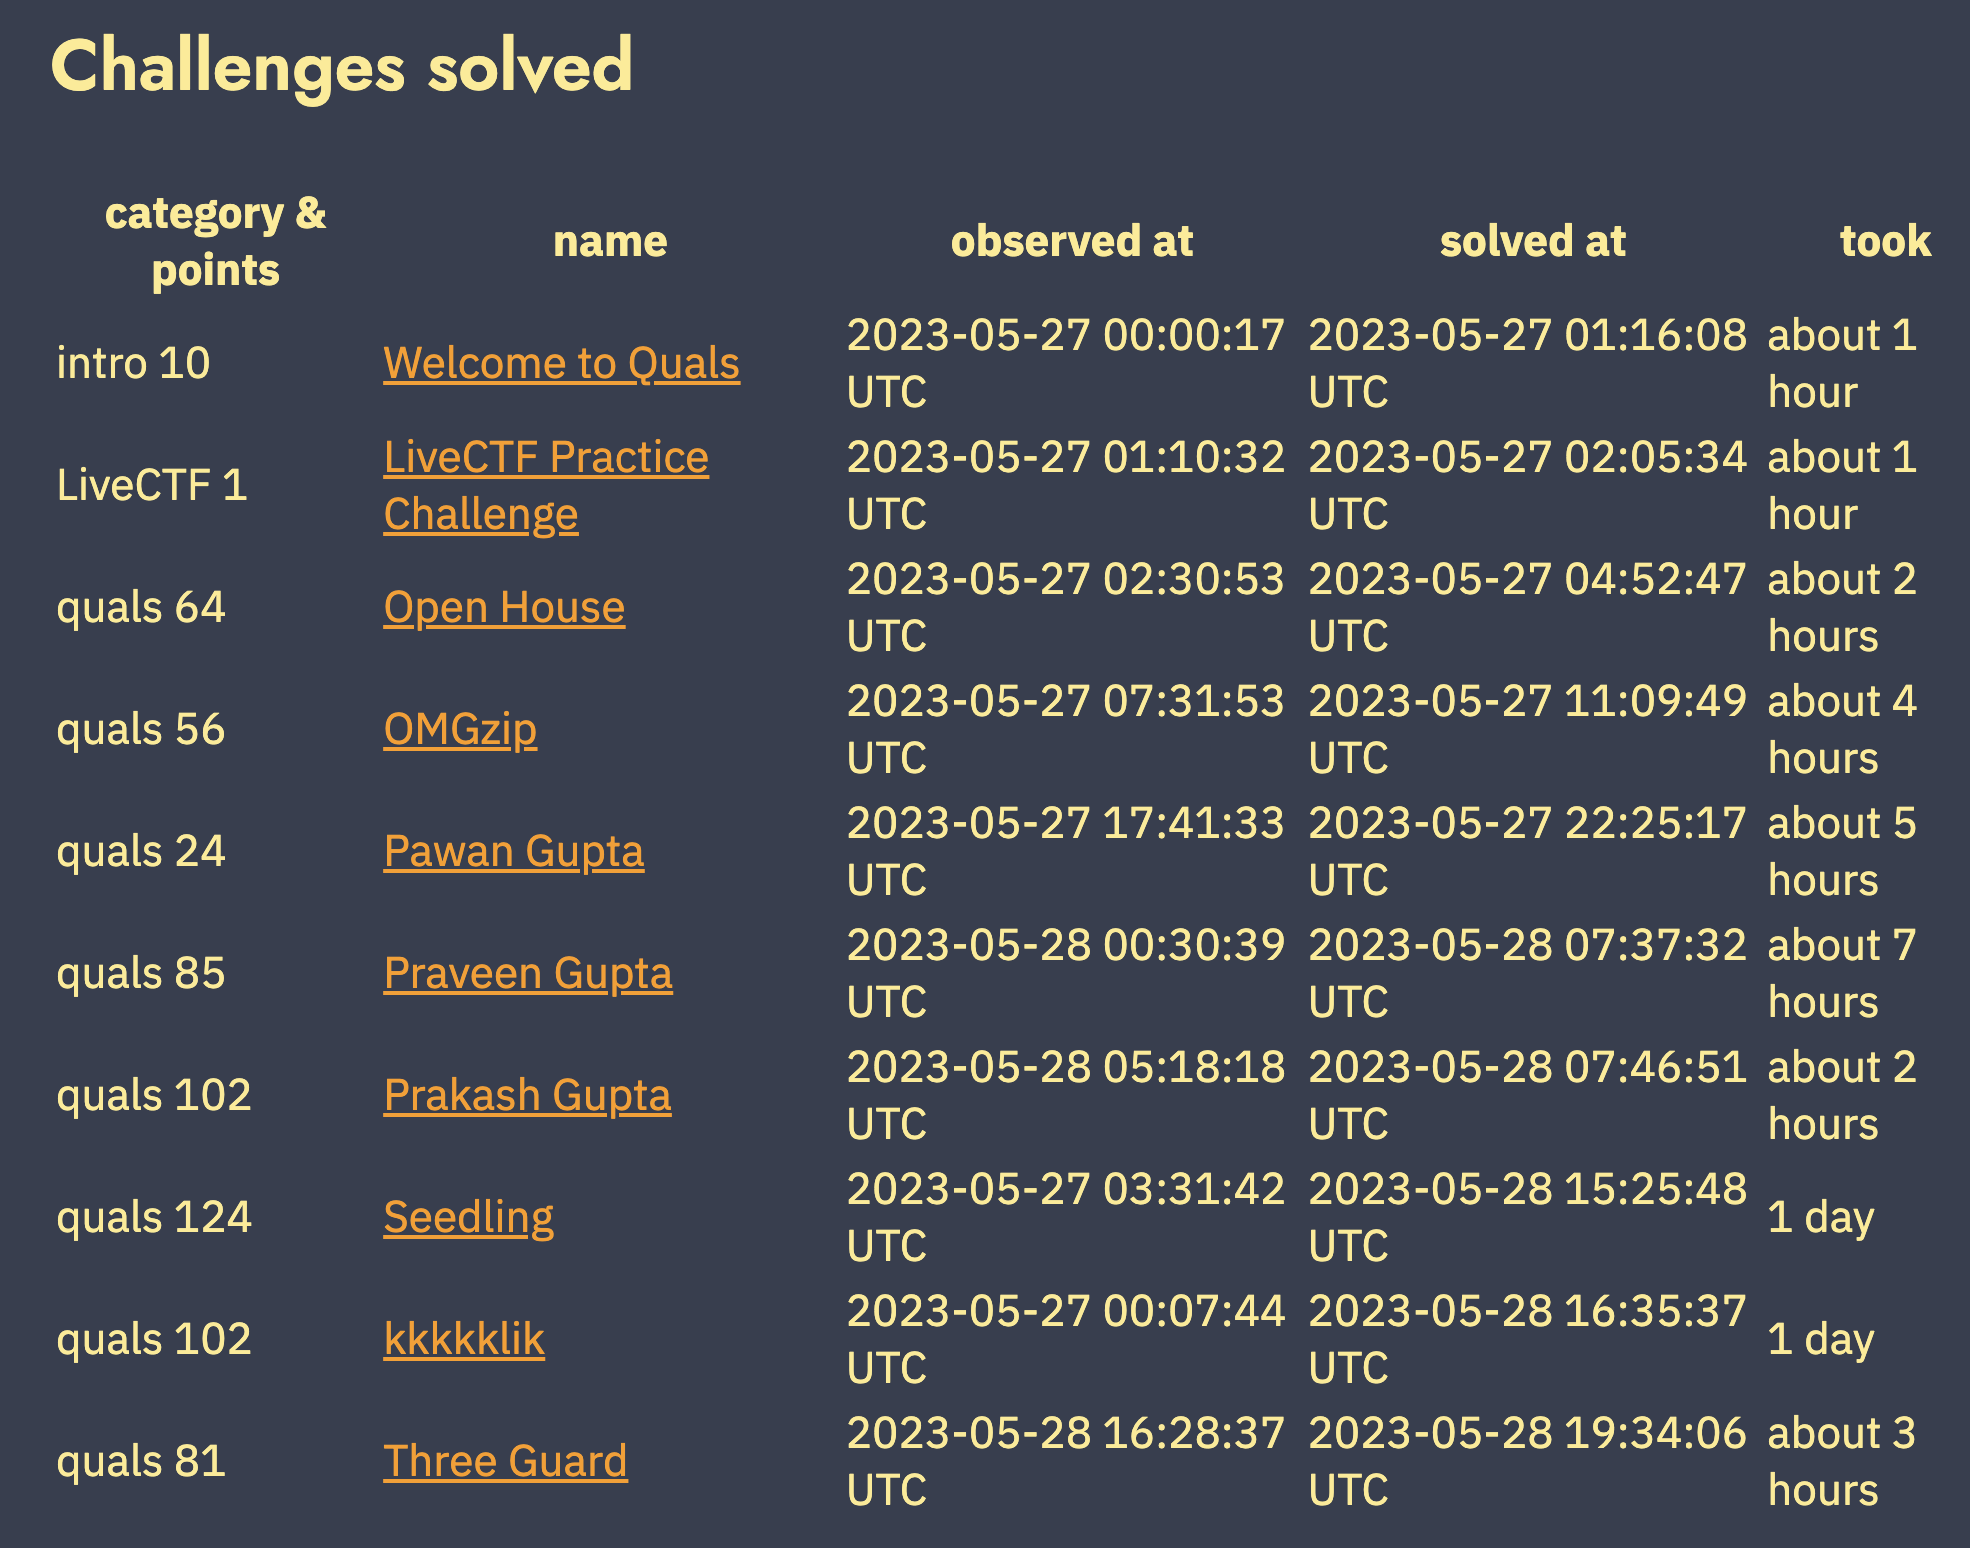 Challenges solved
category & points name observed at solved at took
intro 10 Welcome to Quals 2023-05-27 00:00:17 UTC 2023-05-27 01:16:08 UTC about 1 hour
LiveCTF 1 LiveCTF Practice Challenge 2023-05-27 01:10:32 UTC 2023-05-27 02:05:34 UTC about 1 hour
quals 64 Open House 2023-05-27 02:30:53 UTC 2023-05-27 04:52:47 UTC about 2 hours
quals 56 OMGzip 2023-05-27 07:31:53 UTC 2023-05-27 11:09:49 UTC about 4 hours
quals 24 Pawan Gupta 2023-05-27 17:41:33 UTC 2023-05-27 22:25:17 UTC about 5 hours
quals 85 Praveen Gupta 2023-05-28 00:30:39 UTC 2023-05-28 07:37:32 UTC about 7 hours
quals 102 Prakash Gupta 2023-05-28 05:18:18 UTC 2023-05-28 07:46:51 UTC about 2 hours
quals 124 Seedling 2023-05-27 03:31:42 UTC 2023-05-28 15:25:48 UTC 1 day
quals 102 kkkkklik 2023-05-27 00:07:44 UTC 2023-05-28 16:35:37 UTC 1 day
quals 81 Three Guard 2023-05-28 16:28:37 UTC 2023-05-28 19:34:06 UTC about 3 hours